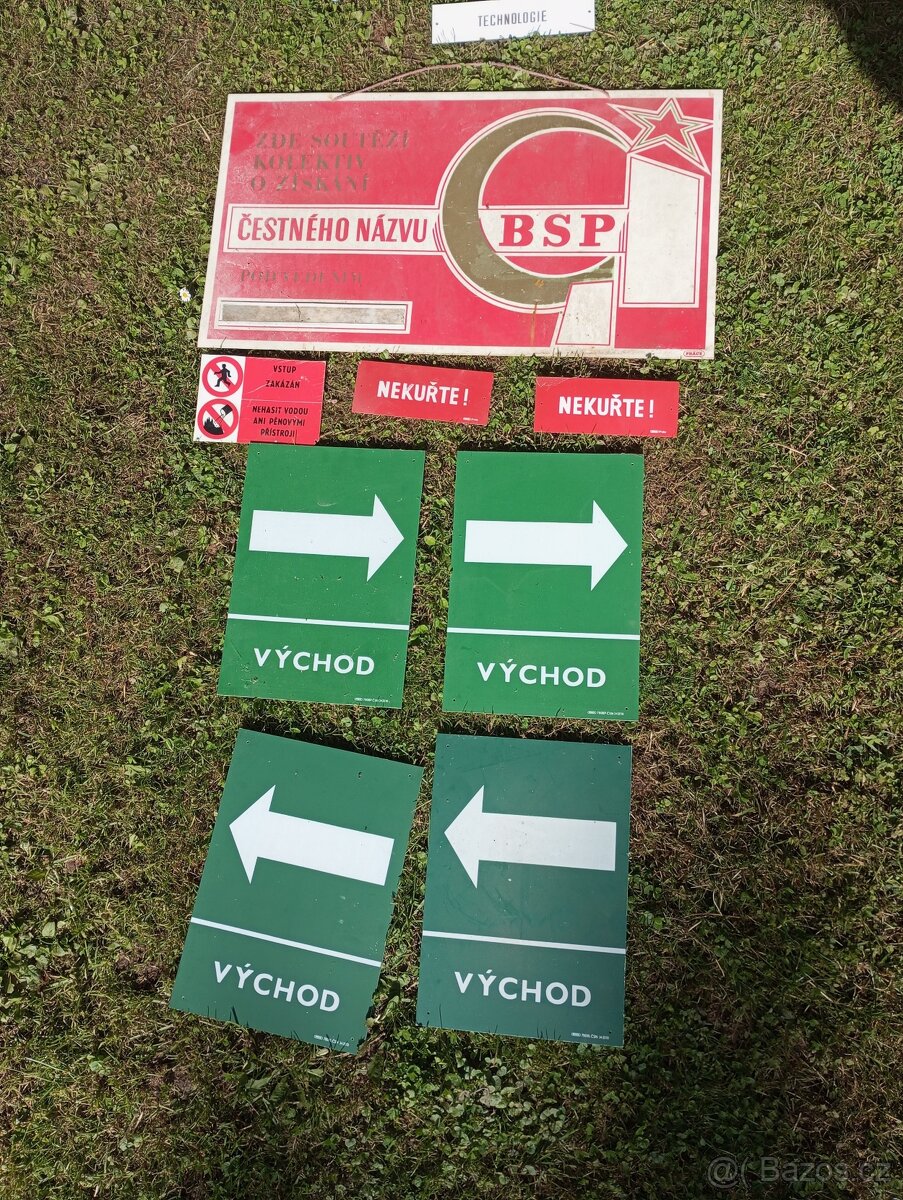 TECHNOLOGIE
ZDE SOUTĚŽÍ
KOLEKTIV
O ZÍSKÁNÍ
ČESTNÉHO NÁZVU
BSP
POD VEDENÍM
PRÁCE
VSTUP
ZAKÁZÁN
NEHASIT VODOU
ANI PĚNOVÝMI
PŘÍSTROJI
NEKUŘTE!
NEKUŘTE!
VÝCHOD
VÝCHOD
VÝCHOD
VÝCHOD
@( Bazos.cz